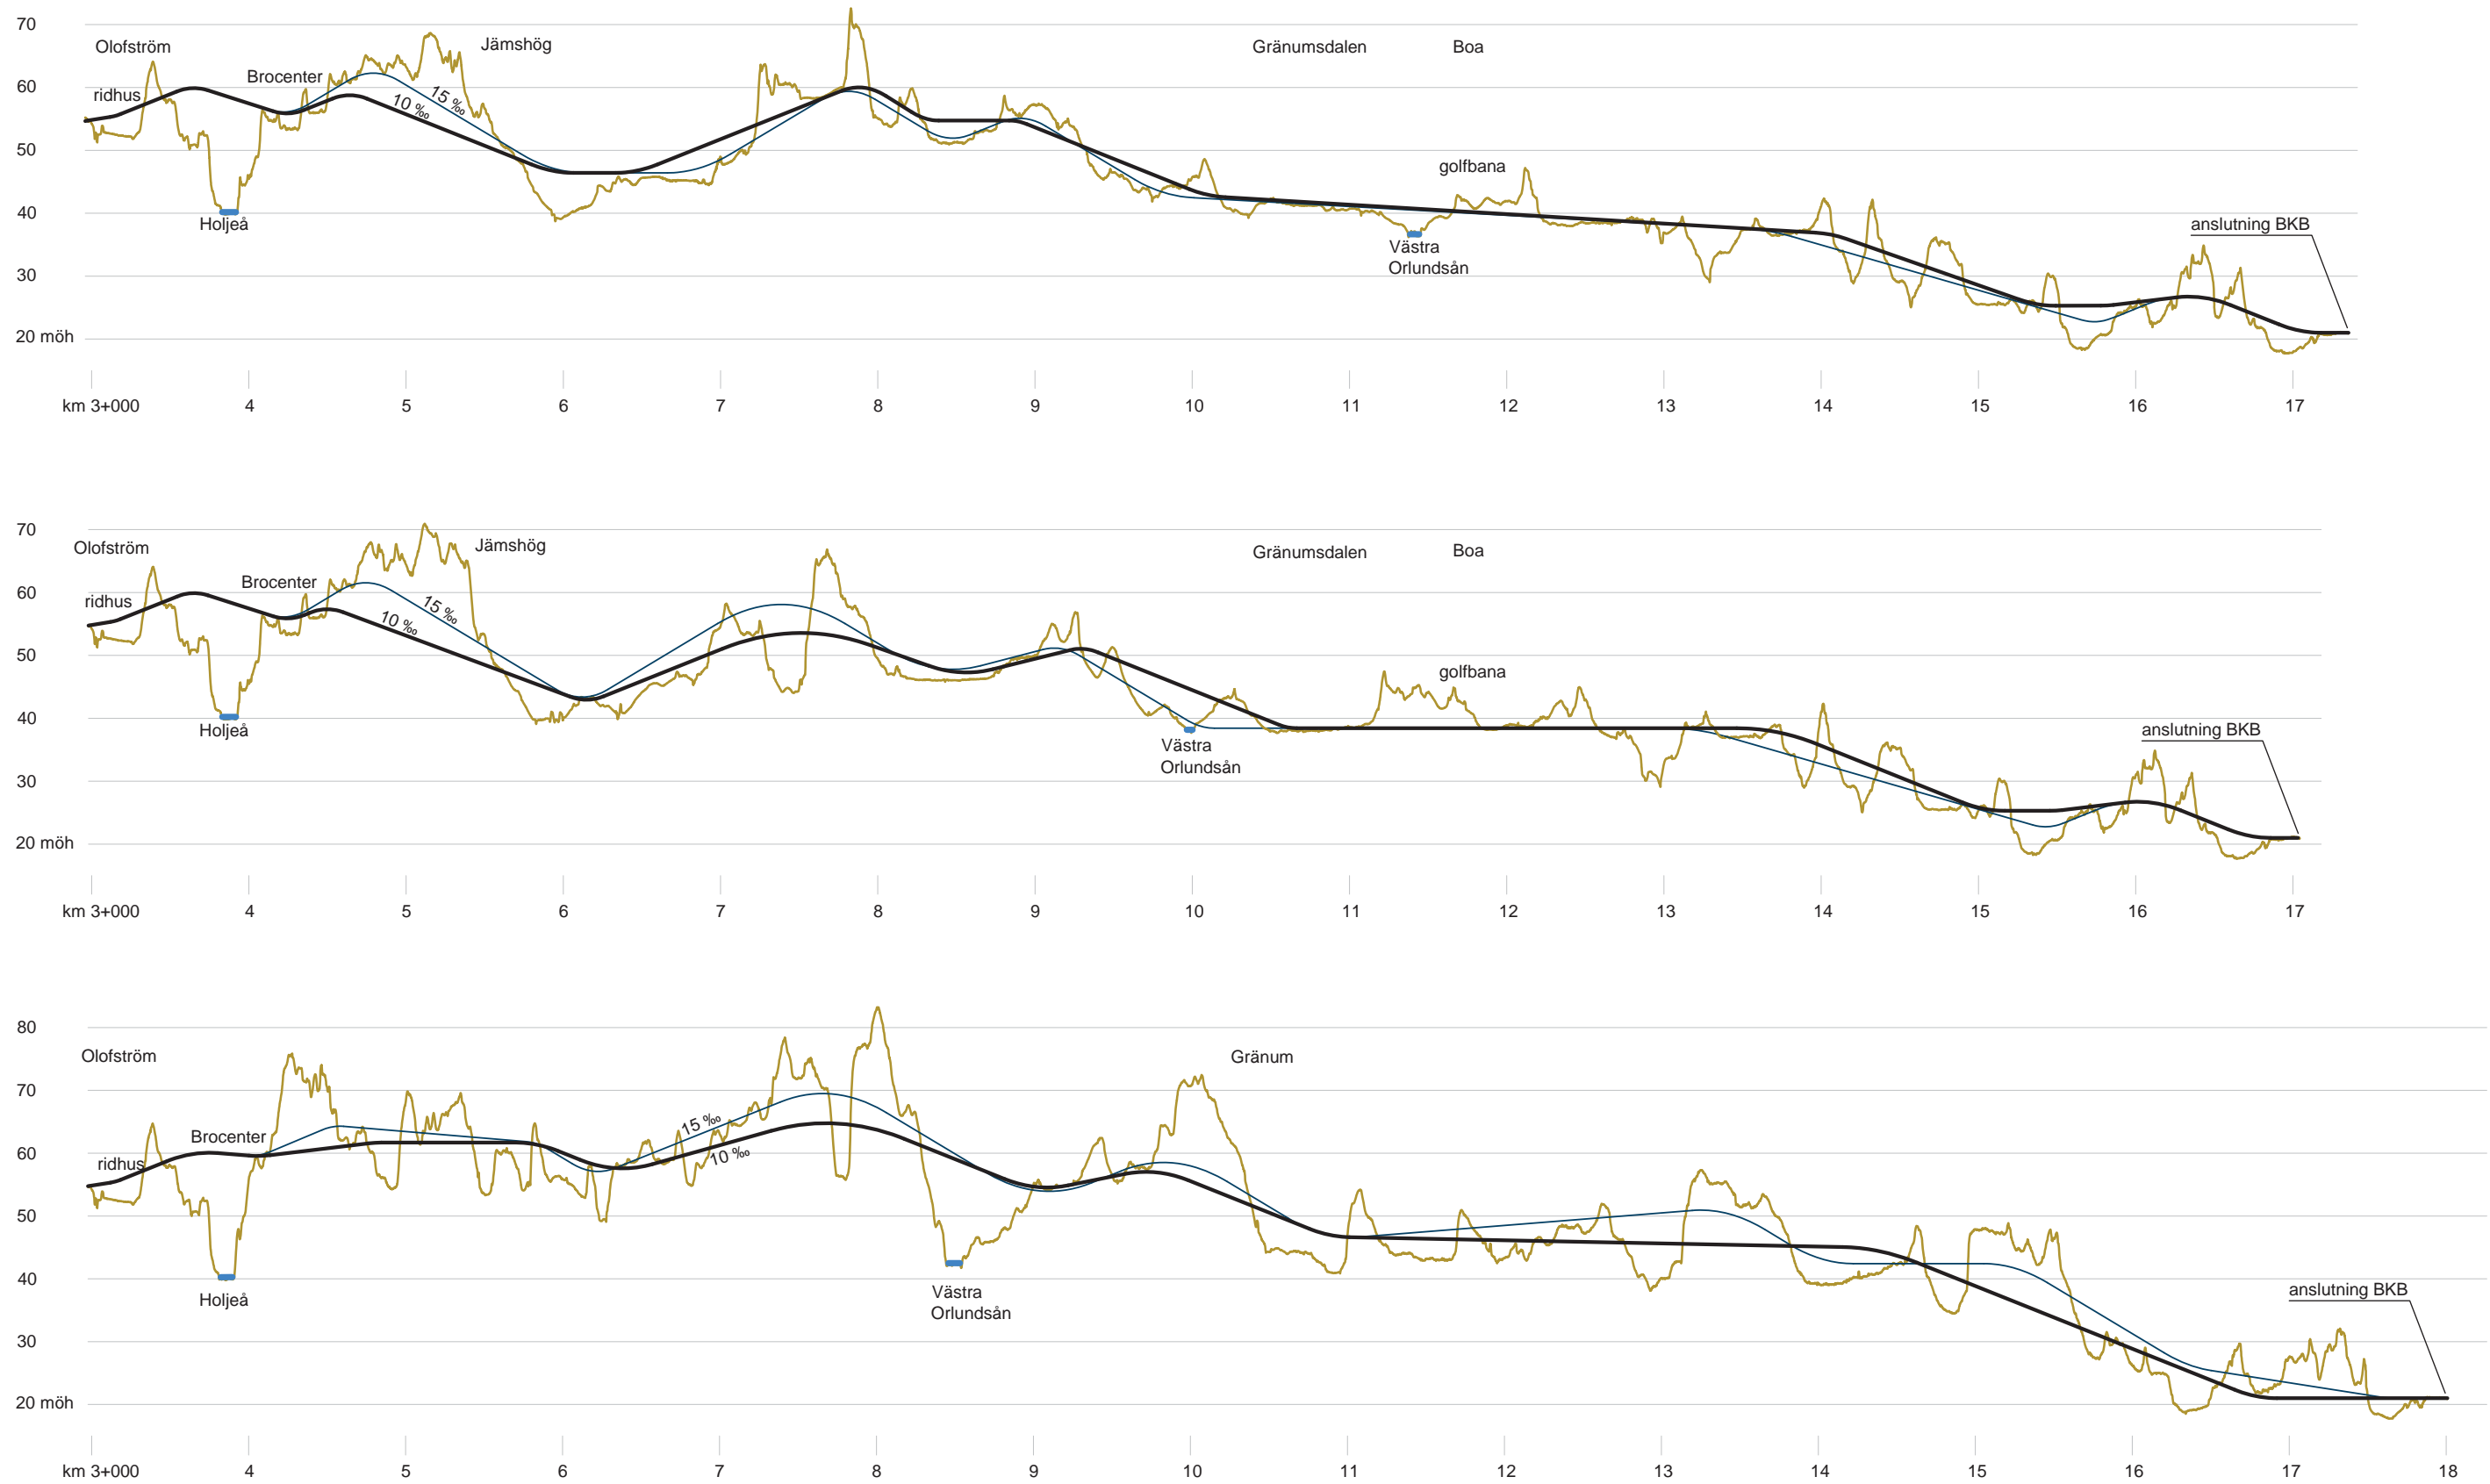 70
Olofström
Jämshög
Gränumsdalen
Boa
Brocenter
60
ridhus
15 ‰
10 ‰
50
golfbana
40
Holjeå
Västra
Orlundsån
anslutning BKB
30
20 möh
km 3+000 4 5 6 7 8 9 10 11 12 13 14 15 16 17
70
Olofström
Jämshög
Gränumsdalen
Boa
Brocenter
60
ridhus
15 ‰
10 ‰
50
golfbana
40
Holjeå
Västra
Orlundsån
anslutning BKB
30
20 möh
km 3+000 4 5 6 7 8 9 10 11 12 13 14 15 16 17
80
Olofström
Gränum
70
15 ‰
Brocenter
60
ridhus
10 ‰
50
40
Holjeå
Västra
Orlundsån
anslutning BKB
30
20 möh
km 3+000 4 5 6 7 8 9 10 11 12 13 14 15 16 17 18